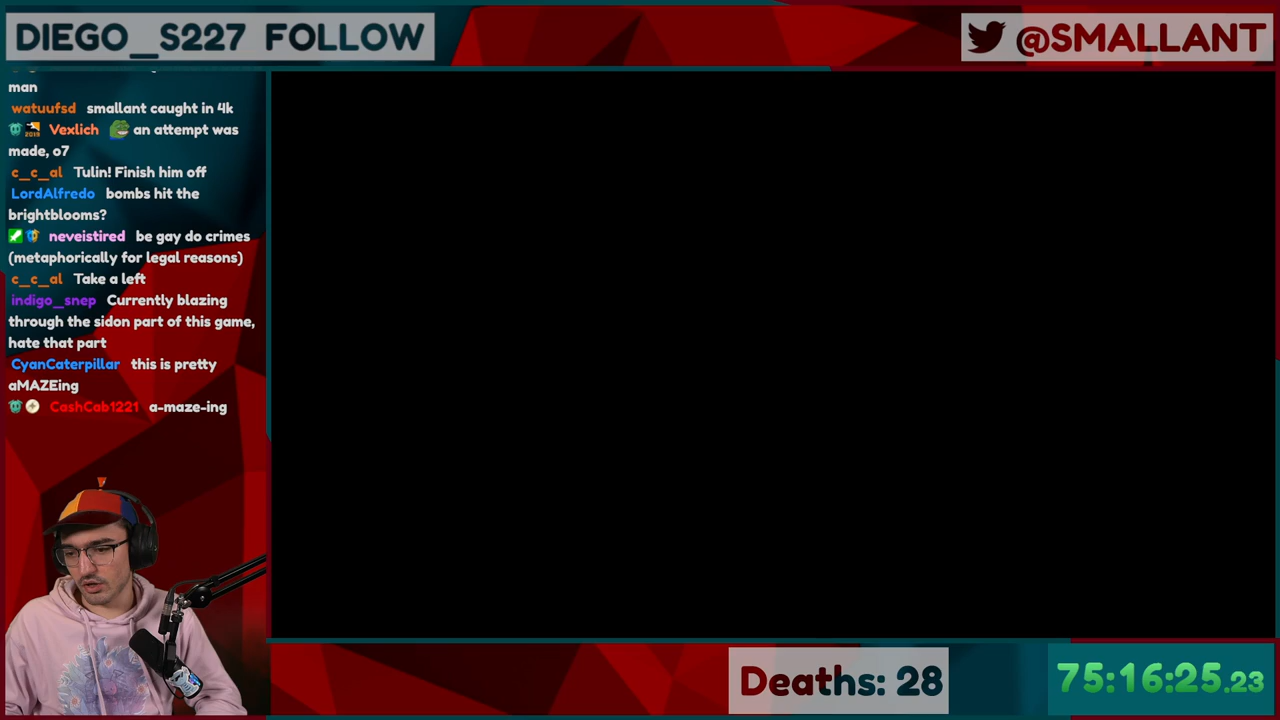 DIEGO__S227 FOLLOW
@SMALLANT
man
watuufsd smallant caught in 4k
2019 Vexlich an attempt was
made, o7
c_c_al Tulin! Finish him off
LordAlfredo bombs hit the
brightblooms?
neveistired be gay do crimes
(metaphorically for legal reasons)
c_c_al Take a left
indigo_snep Currently blazing
through the sidon part of this game,
hate that part
CyanCaterpillar this is pretty
aMAZEing
CashCab1221 a-maze-ing
Deaths: 28
75:16:25.23